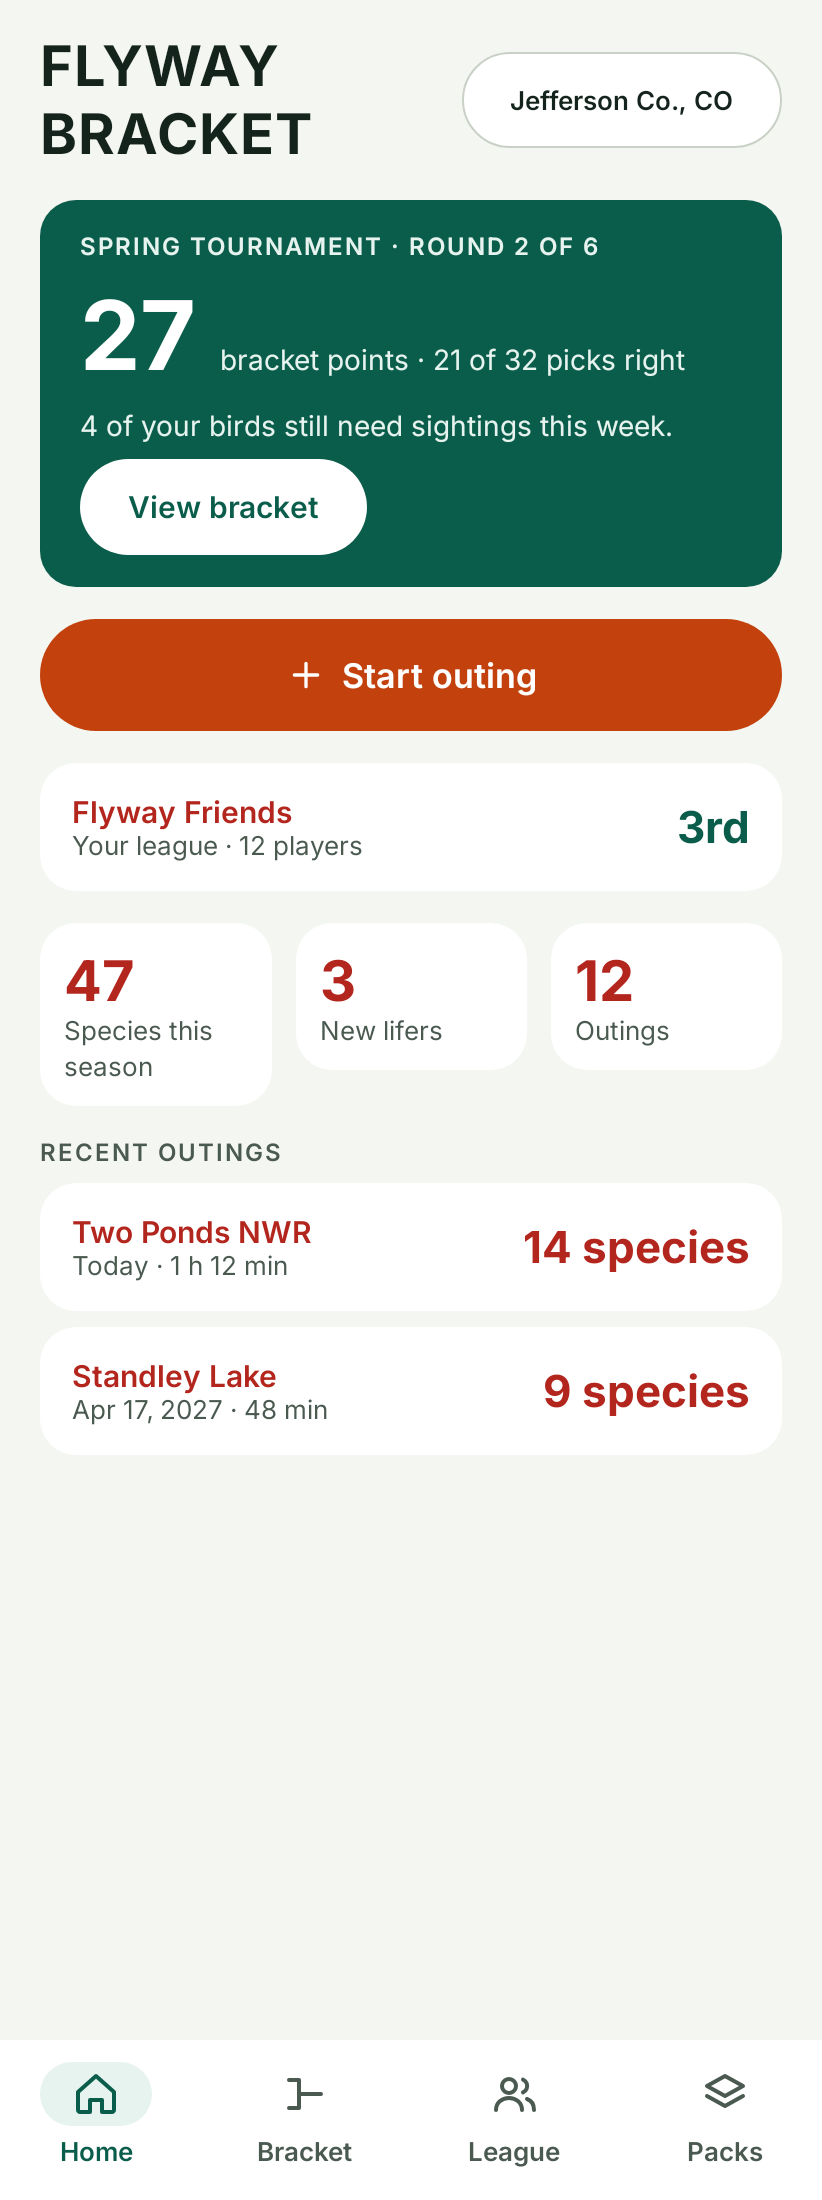 FLYWAY
BRACKET
Jefferson Co., CO
SPRING TOURNAMENT · ROUND 2 OF 6
27 bracket points · 21 of 32 picks right
4 of your birds still need sightings this week.
View bracket
Start outing
Flyway Friends
Your league · 12 players
3rd
47
Species this
season
3
New lifers
12
Outings
RECENT OUTINGS
Two Ponds NWR
Today · 1 h 12 min
14 species
Standley Lake
Apr 17, 2027 · 48 min
9 species
Home
Bracket
League
Packs